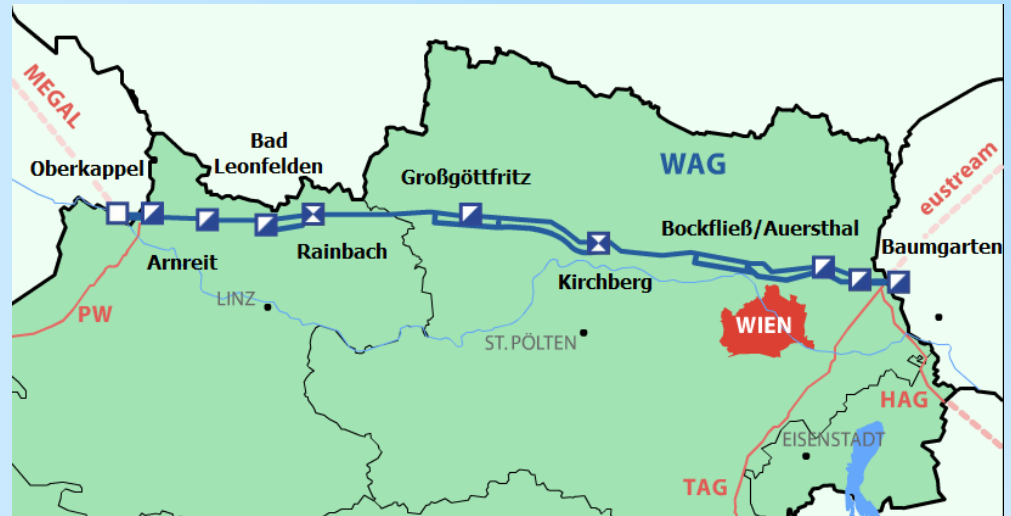 MEGAL
Oberkappel
Bad
Leonfelden
Großgöttfritz
WAG
eustream
Bockfließ/Auersthal
Baumgarten
Arnreit
Rainbach
Kirchberg
LINZ
PW
ST. PÖLTEN
WIEN
HAG
EISENSTADT
TAG